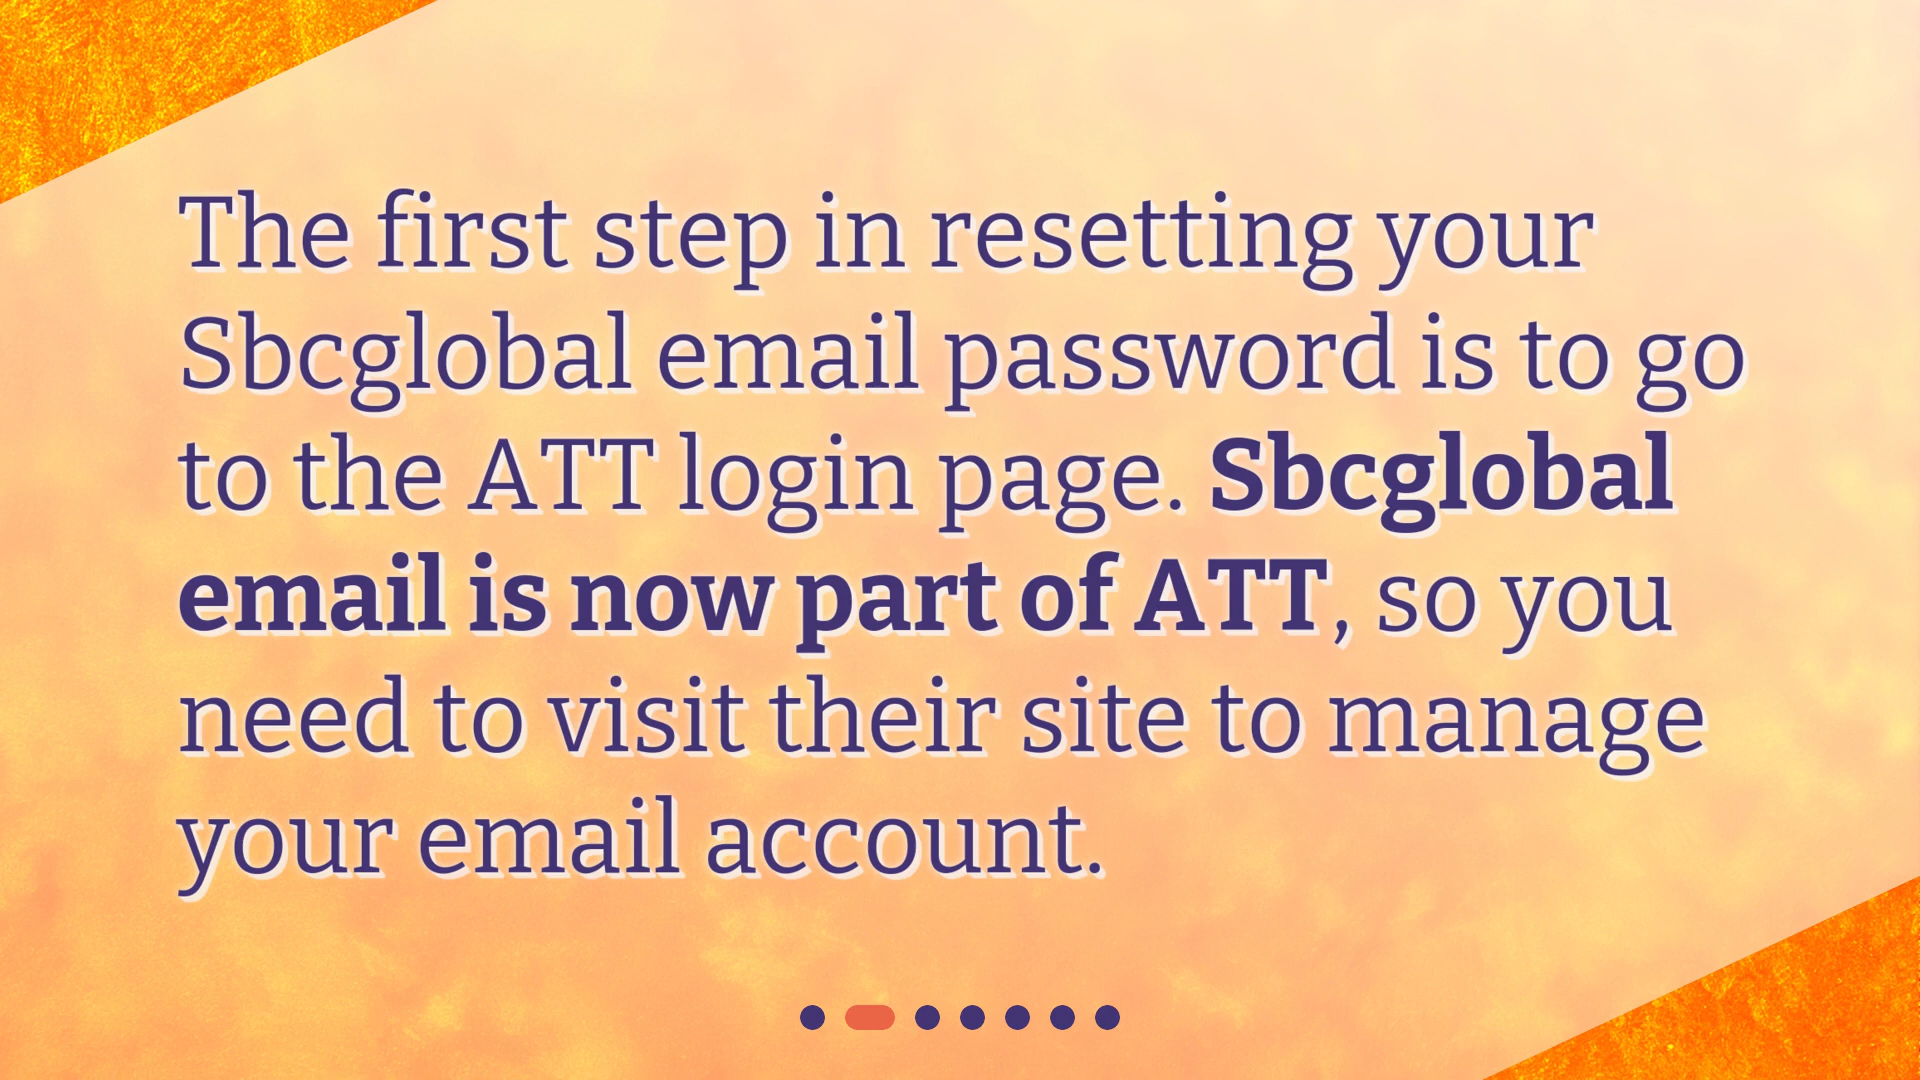 The first step in resetting your
Sbcglobal email password is to go
to the ATT login page. Sbcglobal
email is now part of ATT, so you
need to visit their site to manage
your email account.